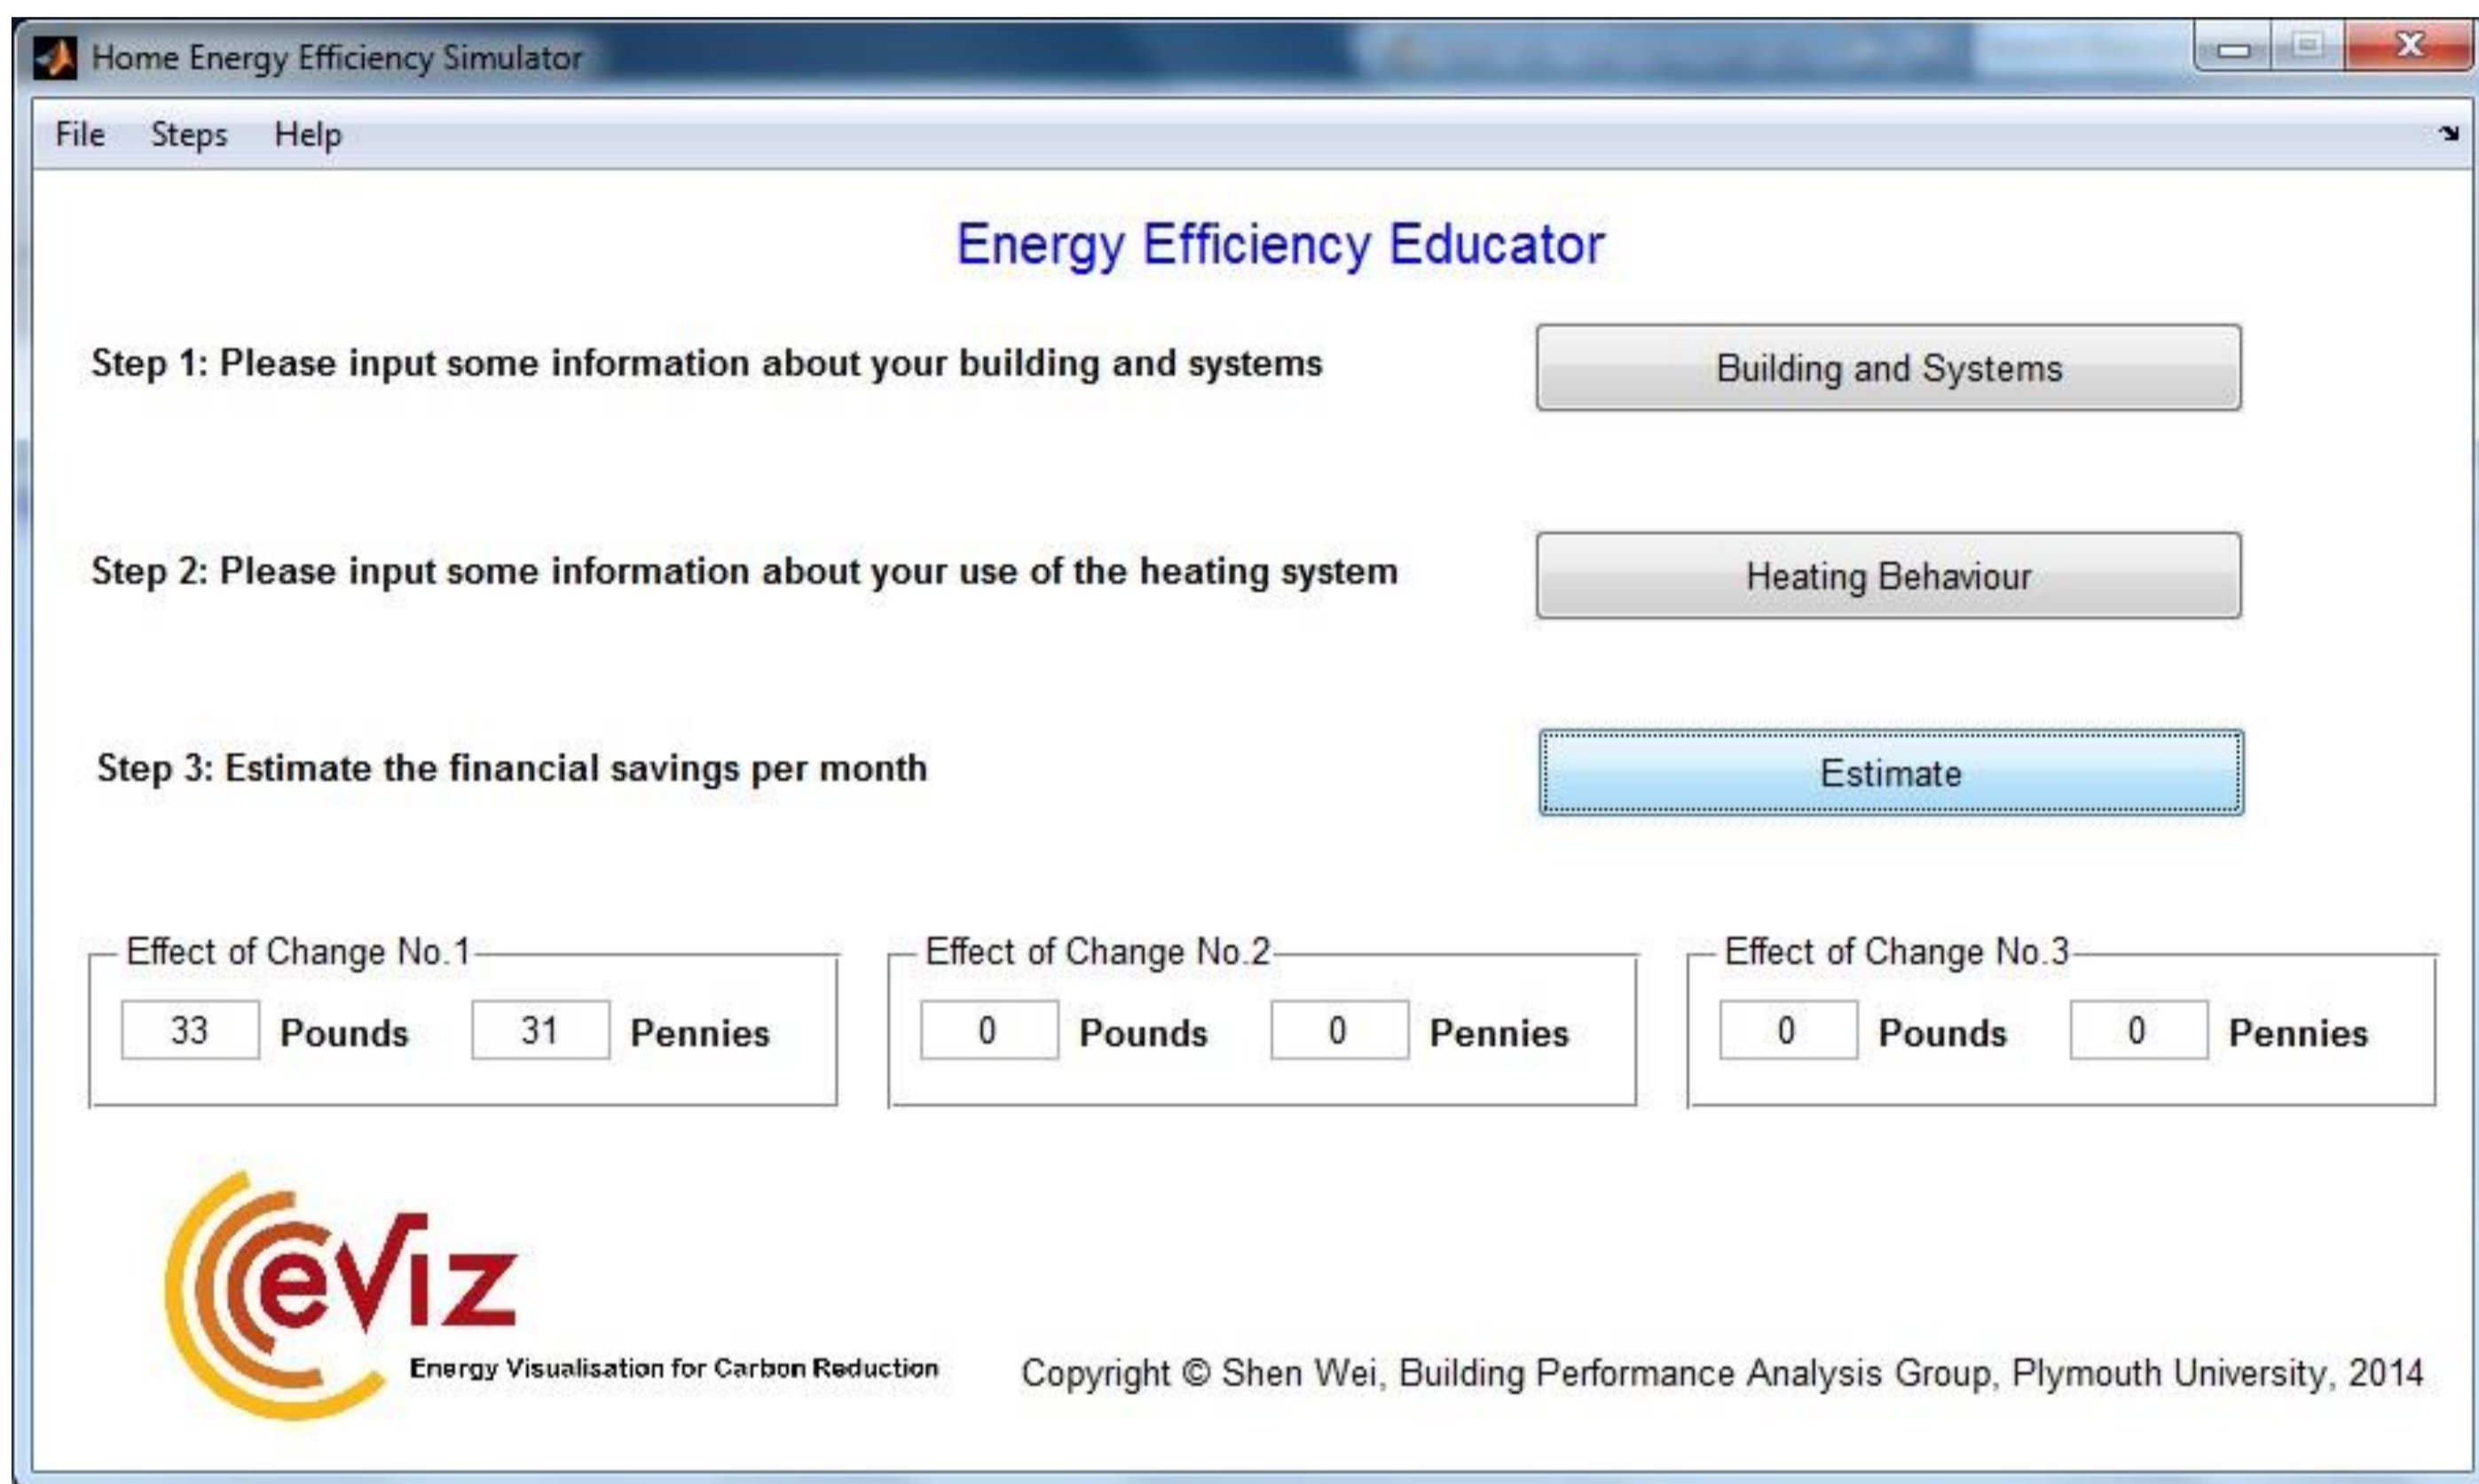 Home Energy Efficiency Simulator
File Steps Help
Energy Efficiency Educator
Step 1: Please input some information about your building and systems
Building and Systems
Step 2: Please input some information about your use of the heating system
Heating Behaviour
Step 3: Estimate the financial savings per month
Estimate
Effect of Change No.1
33 Pounds 31 Pennies
Effect of Change No.2
0 Pounds 0 Pennies
Effect of Change No.3
0 Pounds 0 Pennies
eViz
Energy Visualisation for Carbon Reduction
Copyright © Shen Wei, Building Performance Analysis Group, Plymouth University, 2014